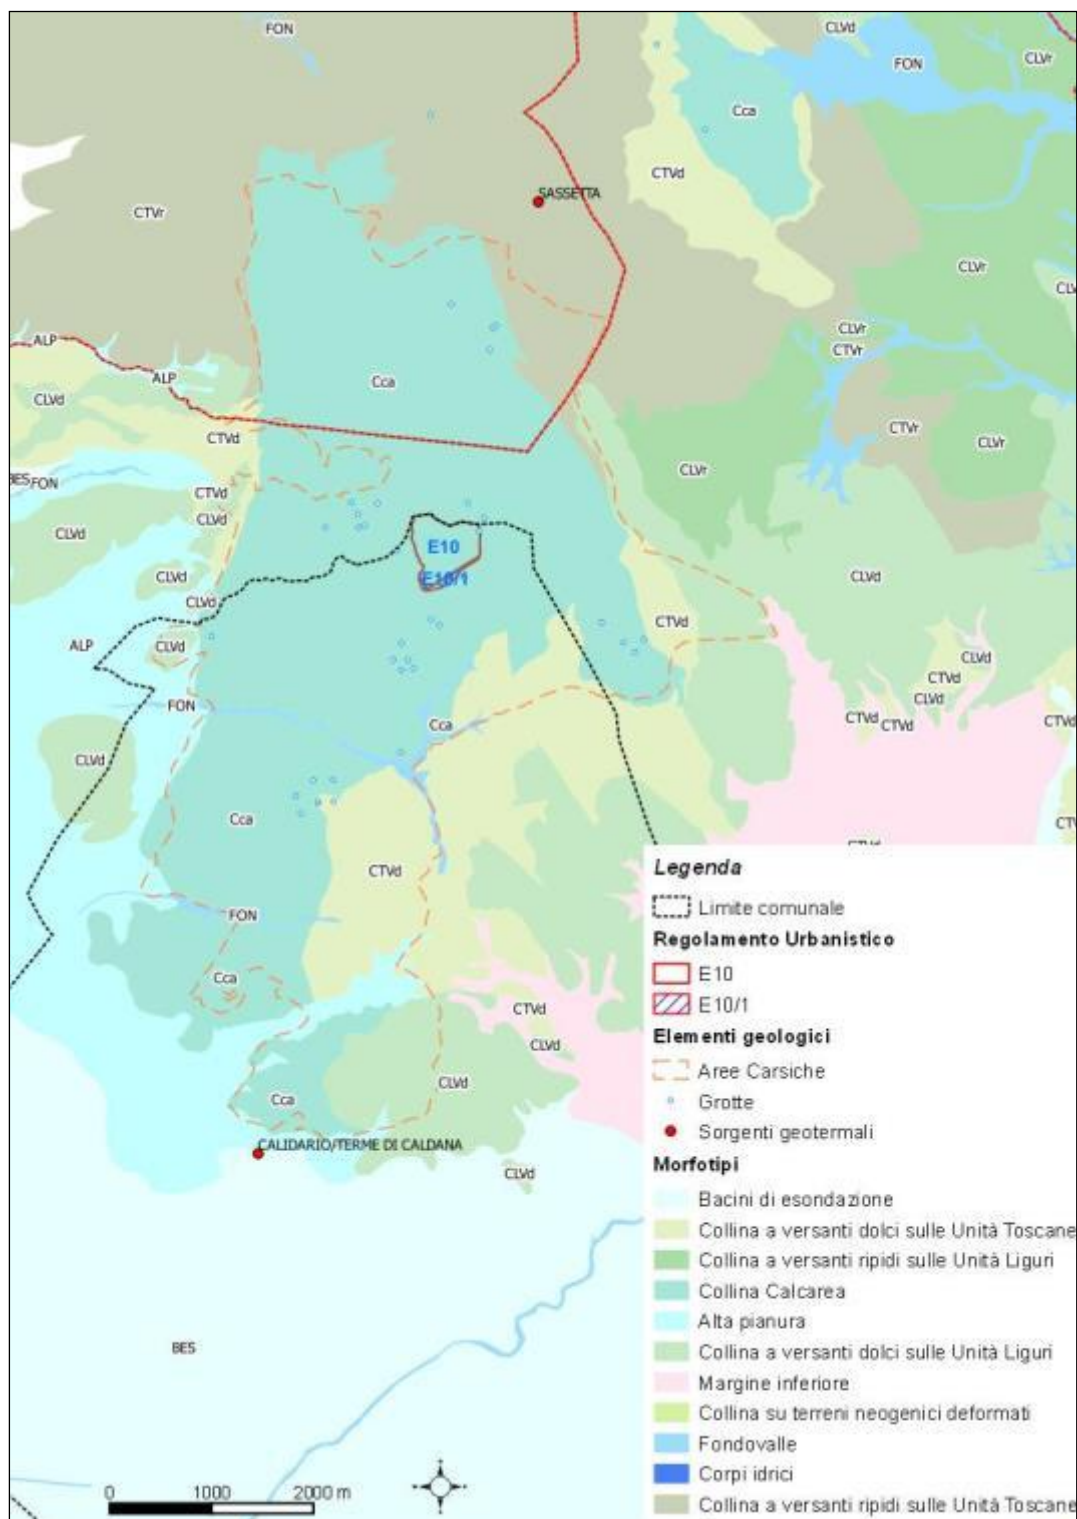 FON
CLVd
FON
CLVr
Cca
CTVd
SASSETTA
CTVr
CLVr
ALP
CLVr
CTVr
ALP
Cca
CLVd
CTVd
CTVr
CLVr
CLVr
BES
FON
CTVd
CLVd
CLVd
E10
E10/1
CLVd
CLVd
CLVd
CTVd
ALP
CLVd
CLVd
CTVd
FON
Cca
CLVd
CTVd
CTVd
CTVd
CLVd
Cca
CTVd
FON
Cca
CTVd
CLVd
CLVd
Cca
CALIDARIO/TERME DI CALDANA
CLVd
BES
0 1000 2000 m
Legenda
Limite comunale
Regolamento Urbanistico
E10
E10/1
Elementi geologici
Aree Carsiche
Grotte
Sorgenti geotermali
Morfotipi
Bacini di esondazione
Collina a versanti dolci sulle Unità Toscane
Collina a versanti ripidi sulle Unità Liguri
Collina Calcarea
Alta pianura
Collina a versanti dolci sulle Unità Liguri
Margine inferiore
Collina su terreni neogenici deformati
Fondovalle
Corpi idrici
Collina a versanti ripidi sulle Unità Toscane